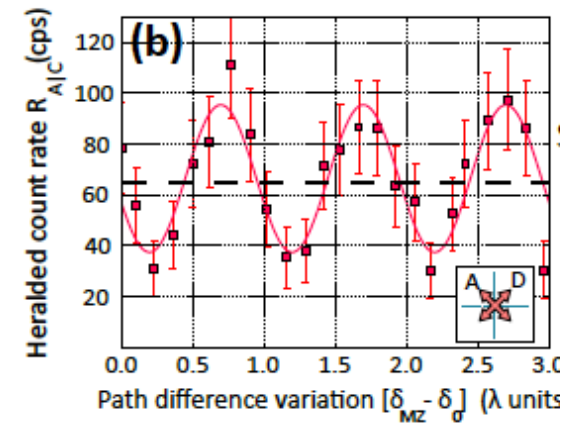 (b)
Heralded count rate R_A|C (cps)
120
100
80
60
40
20
A D
0.0 0.5 1.0 1.5 2.0 2.5 3.0
Path difference variation [δ_MZ - δ_0] (λ units